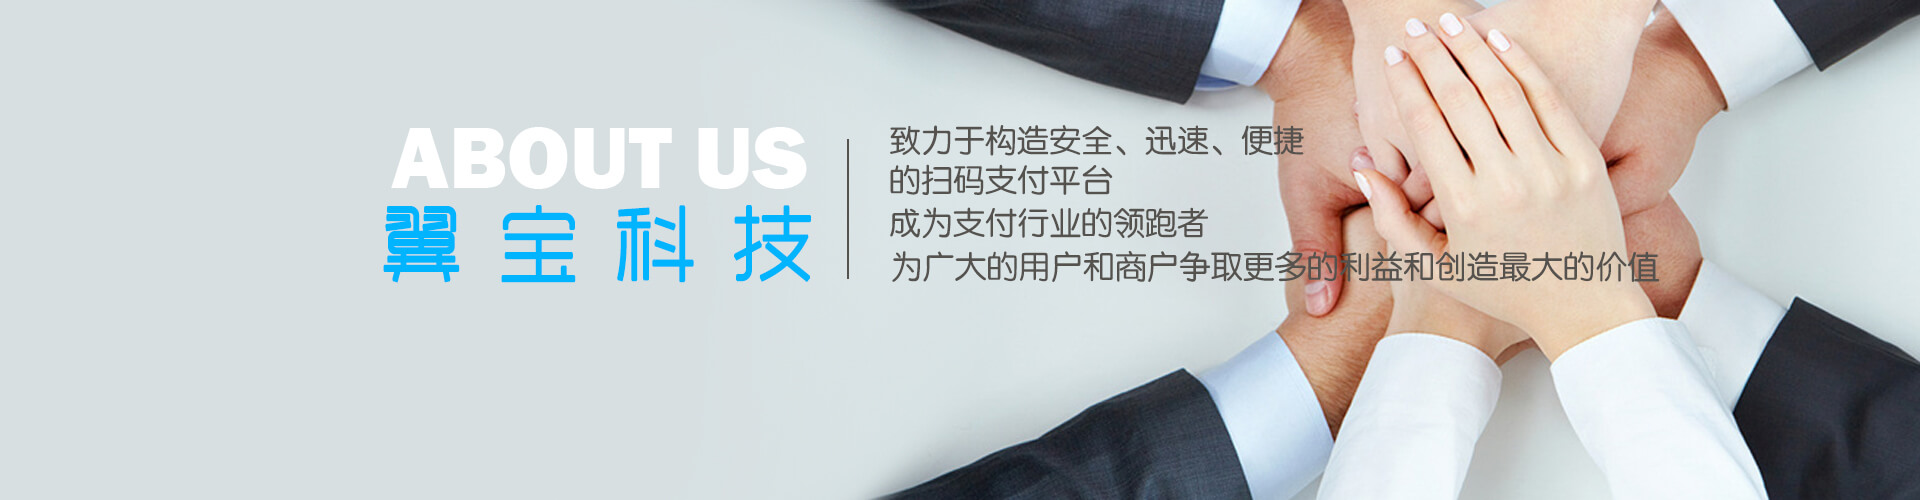 ABOUT US
翼宝科技
致力于构造安全、迅速、便捷
的扫码支付平台
成为支付行业的领跑者
为广大的用户和商户争取更多的利益和创造最大的价值